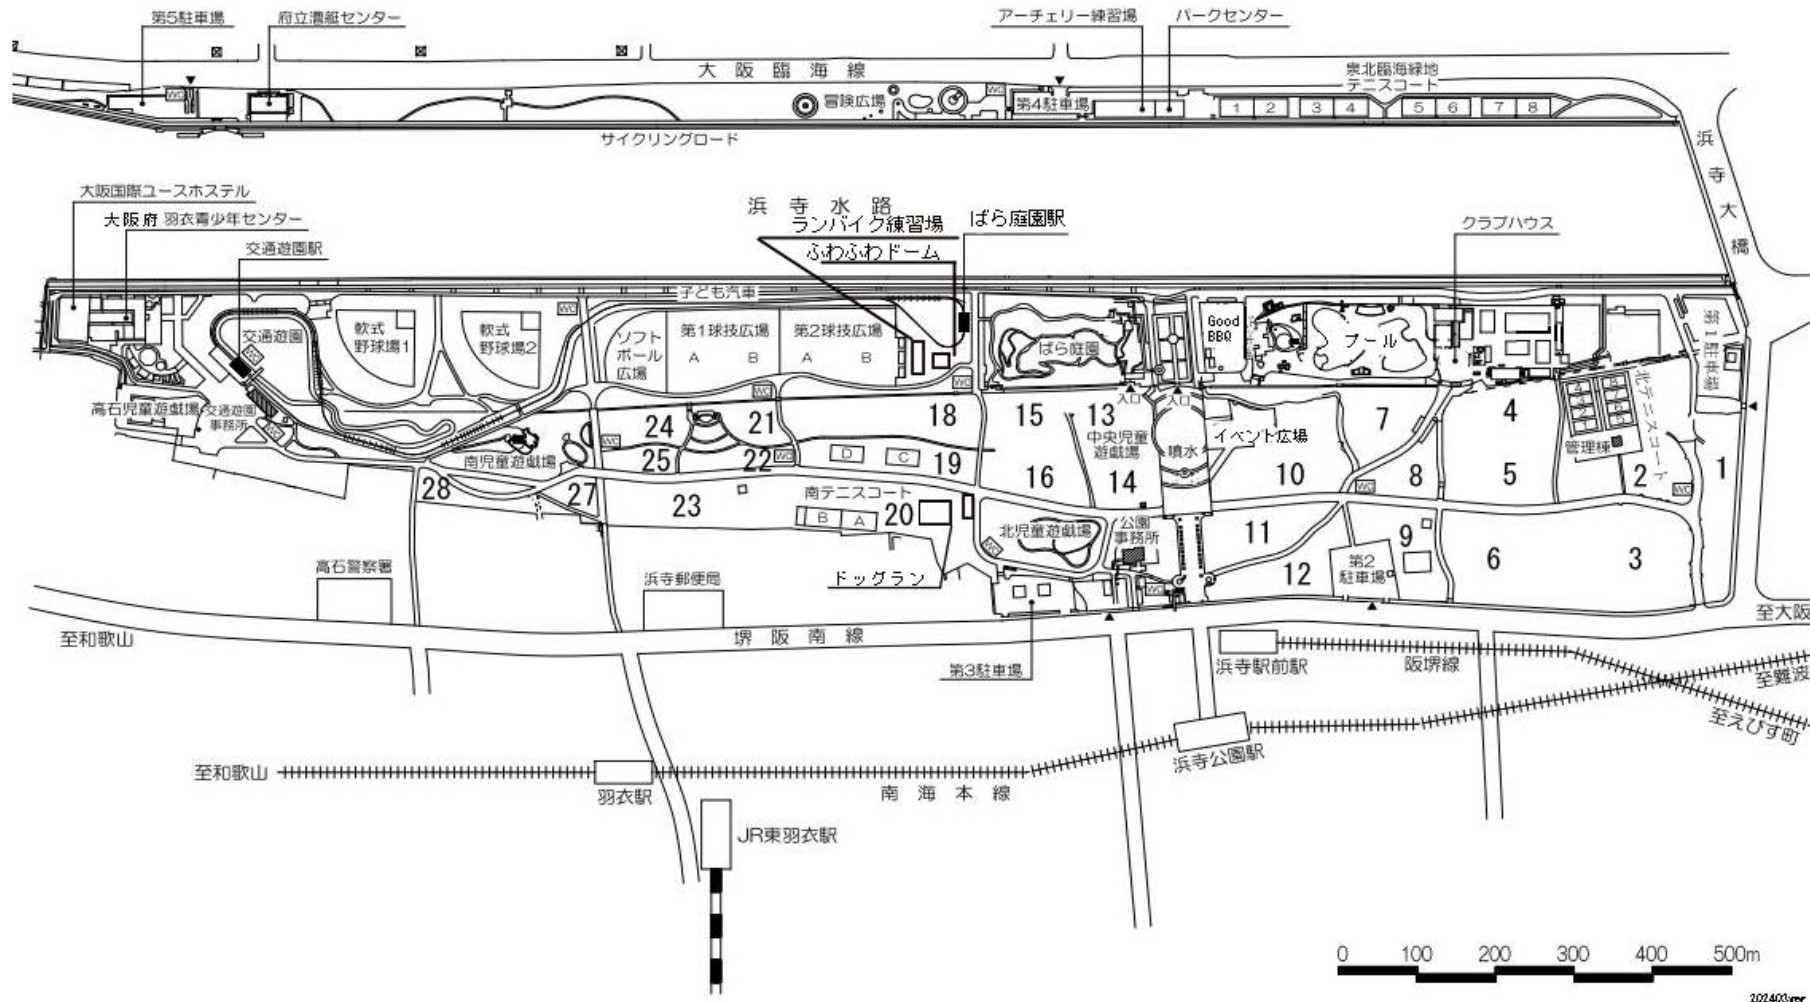 第5駐車場
府立漕艇センター
アーチェリー練習場
パークセンター
大阪臨海線
泉北臨海緑地
テニスコート
WC
冒険広場
WC
第4駐車場
1 2 3 4 5 6 7 8
サイクリングロード
浜寺大橋
大阪国際ユースホステル
大阪府 羽衣青少年センター
交通遊園駅
浜寺水路
ランバイク練習場
ふわふわドーム
ばら庭園駅
クラブハウス
子ども汽車
交通遊園
WC
軟式
野球場1
軟式
野球場2
WC
ソフト
ボール
広場
第1球技広場
A B
第2球技広場
A B
ばら庭園
Good
BBQ
プール
第1駐車場
高石児童遊戯場
交通遊園
事務所
WC
WC
WC
入口
入口
24
21
18
15
13
中央児童
遊戯場
噴水
イベント広場
7
4
北テニスコート
管理棟
南児童遊戯場
WC
25
22
WC
D
C
19
16
14
10
8
5
2
1
WC
WC
28
27
23
南テニスコート
B A
20
WC
北児童遊戯場
公園
事務所
11
9
6
3
12
第2
駐車場
WC
高石警察署
浜寺郵便局
ドッグラン
至和歌山
堺阪南線
第3駐車場
浜寺駅前駅
阪堺線
至大阪
至難波
至えびす町
至和歌山
羽衣駅
南海本線
浜寺公園駅
JR東羽衣駅
0 100 200 300 400 500m
202403ver